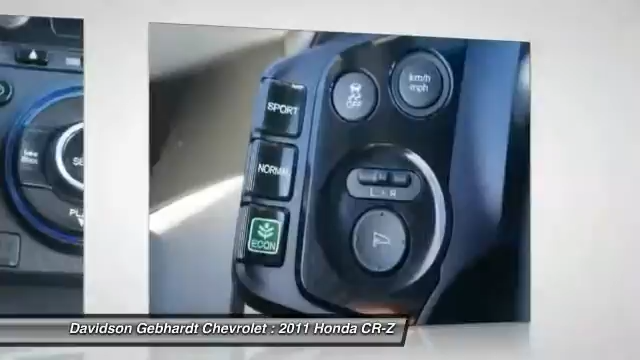 SPORT
NORMAL
ECON
OFF
km/h
mph
L R
Davidson Gebhardt Chevrolet : 2011 Honda CR-Z